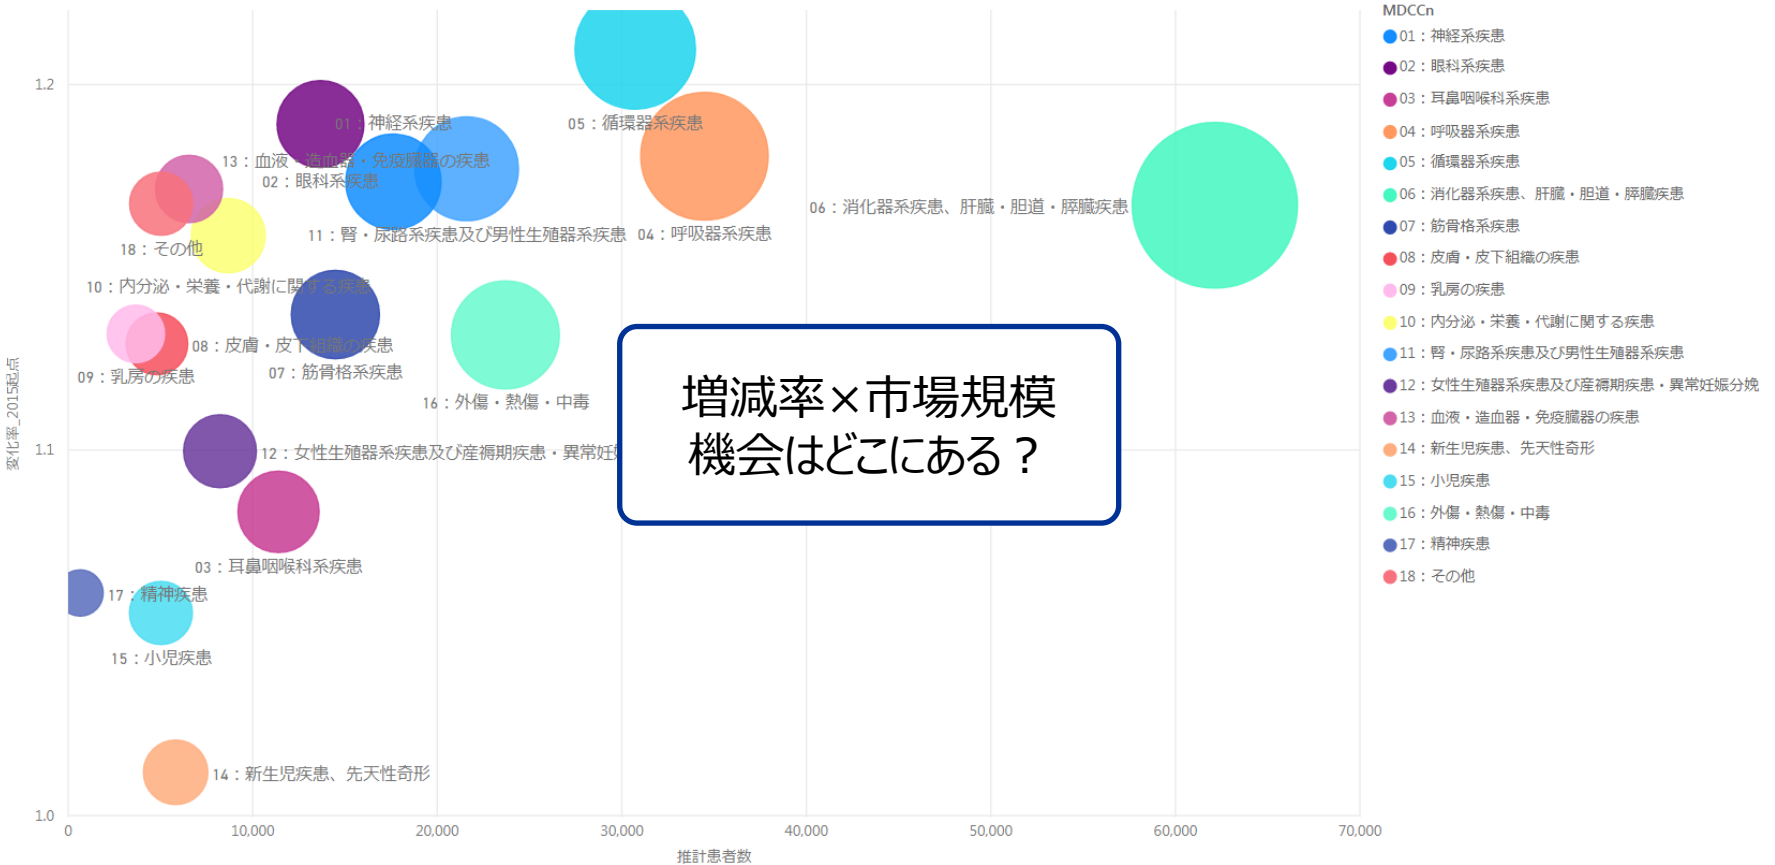 MDCCn
01：神経系疾患
02：眼科系疾患
03：耳鼻咽喉科系疾患
04：呼吸器系疾患
05：循環器系疾患
06：消化器系疾患、肝臓・胆道・膵臓疾患
07：筋骨格系疾患
08：皮膚・皮下組織の疾患
09：乳房の疾患
10：内分泌・栄養・代謝に関する疾患
11：腎・尿路系疾患及び男性生殖器系疾患
12：女性生殖器系疾患及び産褥期疾患・異常妊娠分娩
13：血液・造血器・免疫臓器の疾患
14：新生児疾患、先天性奇形
15：小児疾患
16：外傷・熱傷・中毒
17：精神疾患
18：その他
変化率_2015起点
1.2
1.1
1.0
01：神経系疾患
05：循環器系疾患
13：血液・造血器・免疫臓器の疾患
02：眼科系疾患
06：消化器系疾患、肝臓・胆道・膵臓疾患
11：腎・尿路系疾患及び男性生殖器系疾患
04：呼吸器系疾患
18：その他
10：内分泌・栄養・代謝に関する疾患
08：皮膚・皮下組織の疾患
09：乳房の疾患
07：筋骨格系疾患
16：外傷・熱傷・中毒
増減率×市場規模
機会はどこにある？
12：女性生殖器系疾患及び産褥期疾患・異常妊
03：耳鼻咽喉科系疾患
17：精神疾患
15：小児疾患
14：新生児疾患、先天性奇形
0
10,000
20,000
30,000
40,000
50,000
60,000
70,000
推計患者数